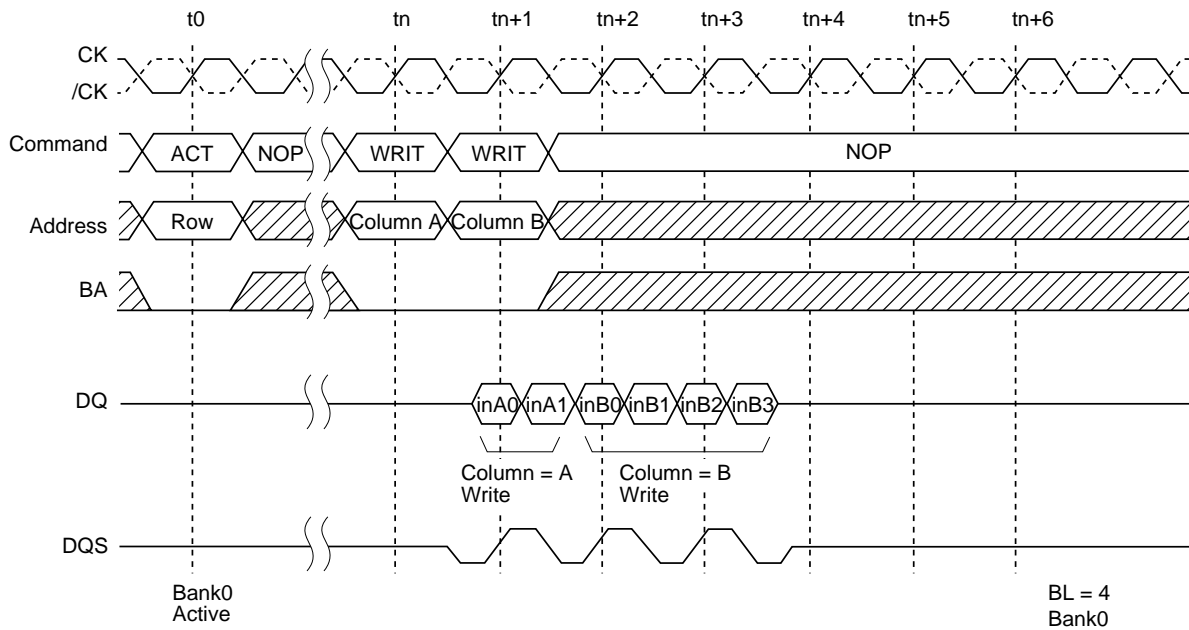 t0 tn tn+1 tn+2 tn+3 tn+4 tn+5 tn+6
CK
/CK
Command ACT NOP WRIT WRIT NOP
Address Row Column A Column B
BA
DQ inA0 inA1 inB0 inB1 inB2 inB3
Column = A Column = B
Write Write
DQS
Bank0 BL = 4
Active Bank0